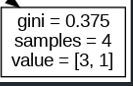 gini = 0.375
samples = 4
value = [3, 1]